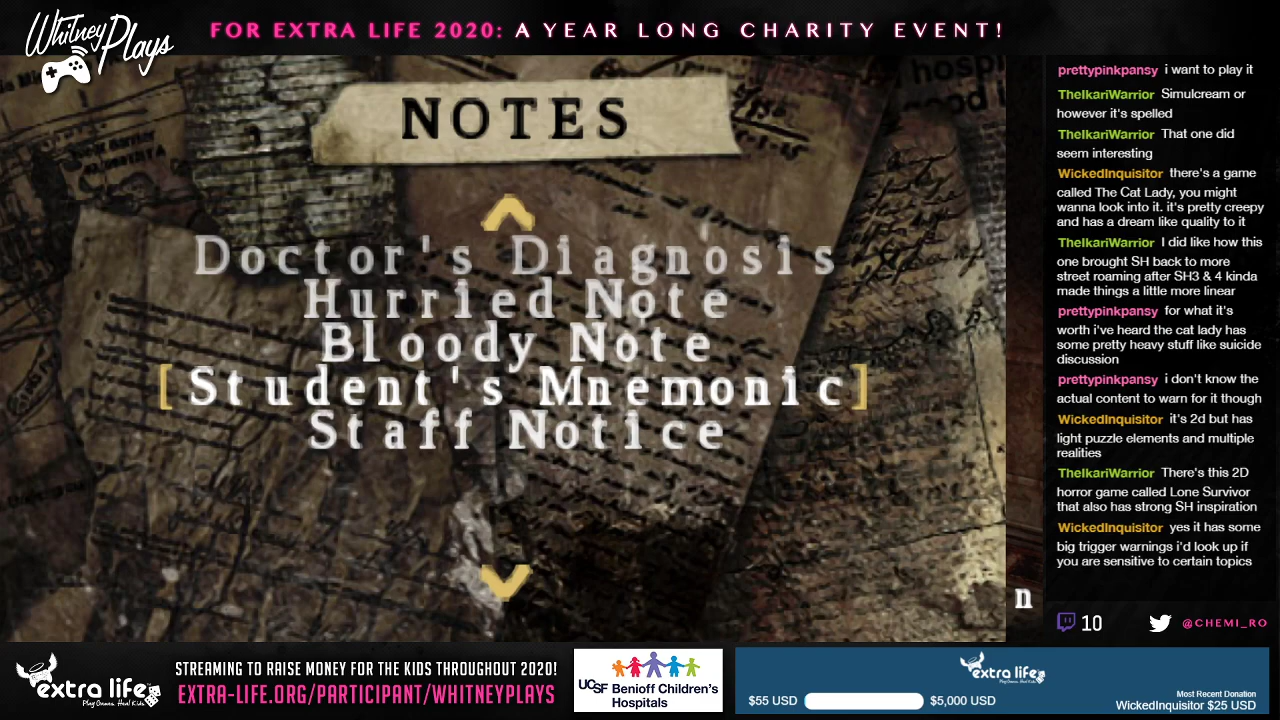 Whitney Plays
FOR EXTRA LIFE 2020: A YEAR LONG CHARITY EVENT!
NOTES
Doctor's Diagnosis
Hurried Note
Bloody Note
[Student's Mnemonic]
Staff Notice
n
prettypinkpansy i want to play it
TheIkariWarrior Simulcream or
however it's spelled
TheIkariWarrior That one did
seem interesting
WickedInquisitor there's a game
called The Cat Lady, you might
wanna look into it. it's pretty creepy
and has a dream like quality to it
TheIkariWarrior I did like how this
one brought SH back to more
street roaming after SH3 & 4 kinda
made things a little more linear
prettypinkpansy for what it's
worth i've heard the cat lady has
some pretty heavy stuff like suicide
discussion
prettypinkpansy i don't know the
actual content to warn for it though
WickedInquisitor it's 2d but has
light puzzle elements and multiple
realities
TheIkariWarrior There's this 2D
horror game called Lone Survivor
that also has strong SH inspiration
WickedInquisitor yes it has some
big trigger warnings i'd look up if
you are sensitive to certain topics
10
@CHEMI_RO
extra life
Play Games. Heal Kids.
STREAMING TO RAISE MONEY FOR THE KIDS THROUGHOUT 2020!
EXTRA-LIFE.ORG/PARTICIPANT/WHITNEYPLAYS
UCSF Benioff Children's
Hospitals
extra life
Play Games. Heal Kids.
$55 USD
$5,000 USD
Most Recent Donation
WickedInquisitor $25 USD